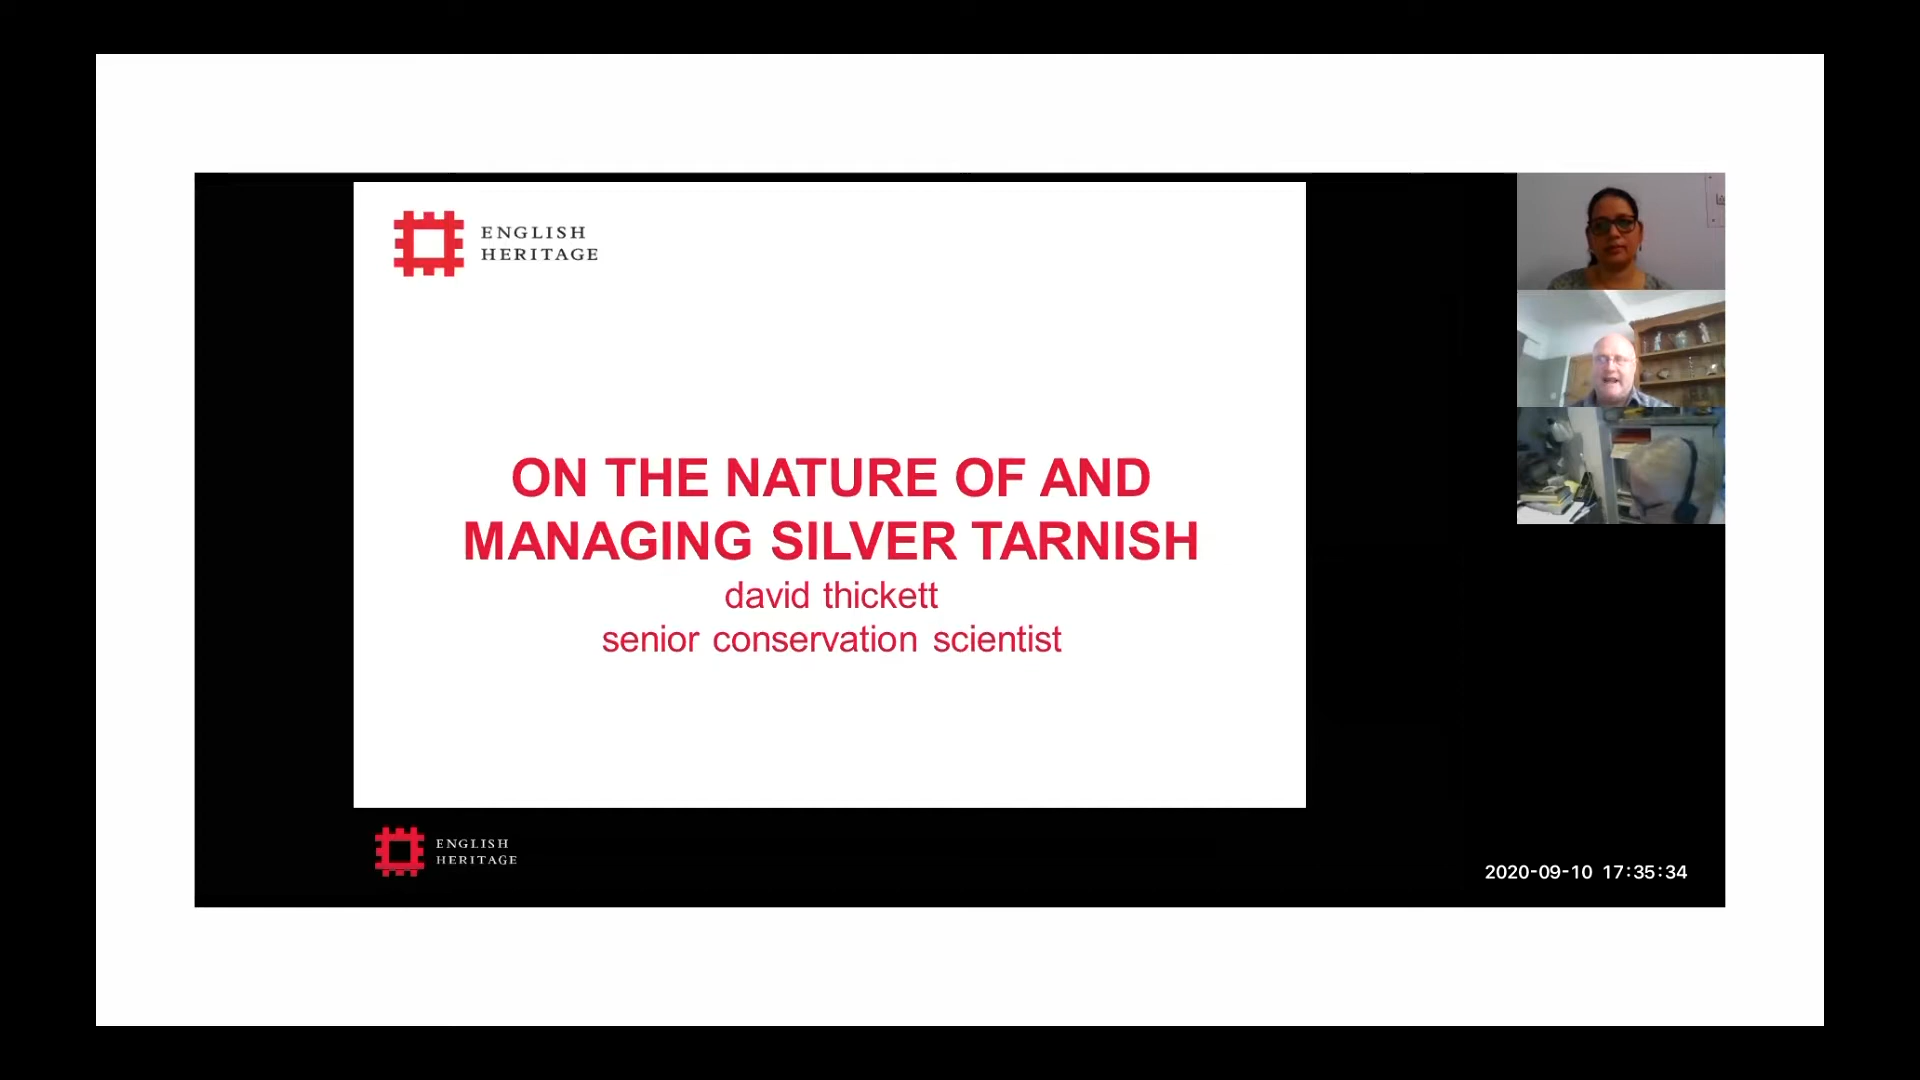 ENGLISH
HERITAGE
ON THE NATURE OF AND
MANAGING SILVER TARNISH
david thickett
senior conservation scientist
ENGLISH
HERITAGE
2020-09-10 17:35:34